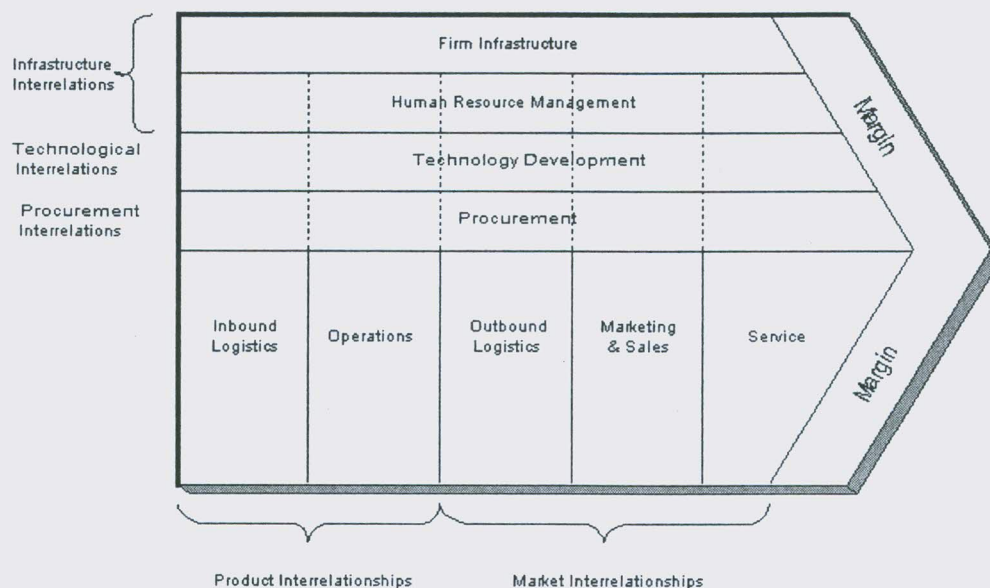 Firm Infrastructure
Infrastructure
Interrelations
Human Resource Management
Margin
Technological
Interrelations
Technology Development
Procurement
Interrelations
Procurement
Inbound
Logistics
Operations
Outbound
Logistics
Marketing
& Sales
Service
Margin
Product Interrelationships
Market Interrelationships